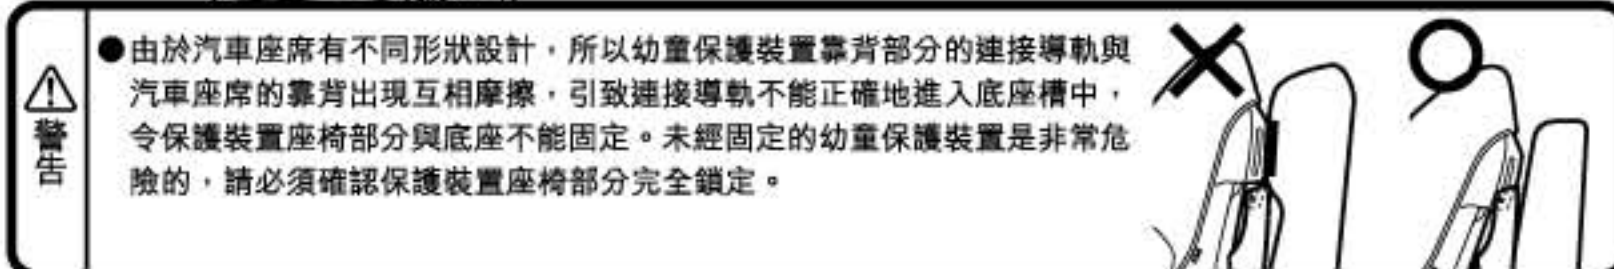 警告
●由於汽車座席有不同形狀設計，所以幼童保護裝置靠背部分的連接導軌與
汽車座席的靠背出現互相摩擦，引致連接導軌不能正確地進入底座槽中，
令保護裝置座椅部分與底座不能固定。未經固定的幼童保護裝置是非常危
險的，請必須確認保護裝置座椅部分完全鎖定。